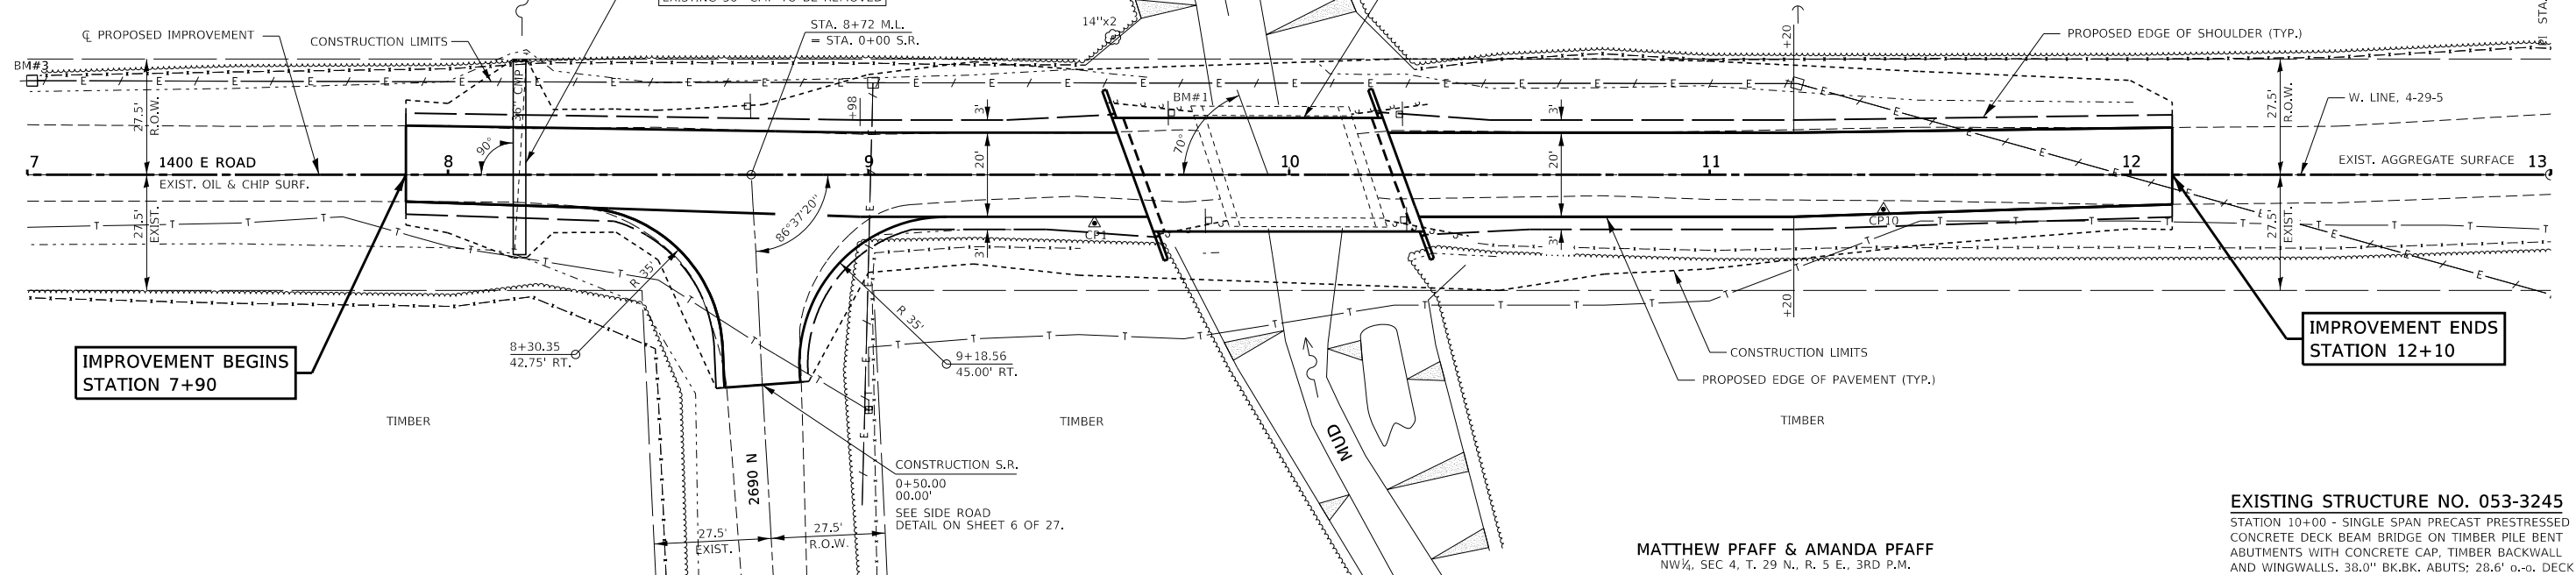 STA. 8+72 M.L.
= STA. 0+00 S.R.
14"x2
+20
℄ PROPOSED IMPROVEMENT
CONSTRUCTION LIMITS
PROPOSED EDGE OF SHOULDER (TYP.)
BM#3
E E E E E E E E E E E E E
36" CMP
+98
BM#1
27.5'
R.O.W.
3'
3'
27.5'
R.O.W.
W. LINE, 4-29-5
90°
70°
7
1400 E ROAD
8
9
10
11
12
EXIST. AGGREGATE SURFACE
13
EXIST. OIL & CHIP SURF.
20'
20'
27.5'
EXIST.
86°37'20"
CP1
CP10
3'
3'
27.5'
EXIST.
R 35'
R 35'
+20
8+30.35
42.75' RT.
9+18.56
45.00' RT.
IMPROVEMENT BEGINS
STATION 7+90
IMPROVEMENT ENDS
STATION 12+10
CONSTRUCTION LIMITS
PROPOSED EDGE OF PAVEMENT (TYP.)
TIMBER
TIMBER
TIMBER
MUD
2690 N
CONSTRUCTION S.R.
0+50.00
00.00'
SEE SIDE ROAD
DETAIL ON SHEET 6 OF 27.
27.5'
EXIST.
27.5'
R.O.W.
MATTHEW PFAFF & AMANDA PFAFF
NW¼, SEC 4, T. 29 N., R. 5 E., 3RD P.M.
EXISTING STRUCTURE NO. 053-3245
STATION 10+00 - SINGLE SPAN PRECAST PRESTRESSED
CONCRETE DECK BEAM BRIDGE ON TIMBER PILE BENT
ABUTMENTS WITH CONCRETE CAP, TIMBER BACKWALL
AND WINGWALLS. 38.0" BK.BK. ABUTS; 28.6' o.-o. DECK